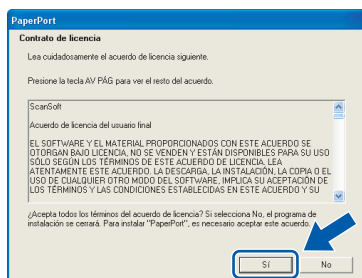 PaperPort
Contrato de licencia
Lea cuidadosamente el acuerdo de licencia siguiente.
Presione la tecla AV PÁG para ver el resto del acuerdo.
ScanSoft
Acuerdo de licencia del usuario final
EL SOFTWARE Y EL MATERIAL PROPORCIONADOS CON ESTE ACUERDO SE
OTORGAN BAJO LICENCIA, NO SE VENDEN Y ESTÁN DISPONIBLES PARA SU USO
SÓLO SEGÚN LOS TÉRMINOS DE ESTE ACUERDO DE LICENCIA. LEA
ATENTAMENTE ESTE ACUERDO. LA DESCARGA, LA INSTALACIÓN, LA COPIA O EL
USO DE CUALQUIER OTRO MODO DEL SOFTWARE, IMPLICA SU ACEPTACIÓN DE
LOS TÉRMINOS Y LAS CONDICIONES ESTABLECIDAS EN ESTE ACUERDO Y SU
¿Acepta todos los términos del acuerdo de licencia? Si selecciona No, el programa de
instalación se cerrará. Para instalar "PaperPort", es necesario aceptar este acuerdo.
Sí
No